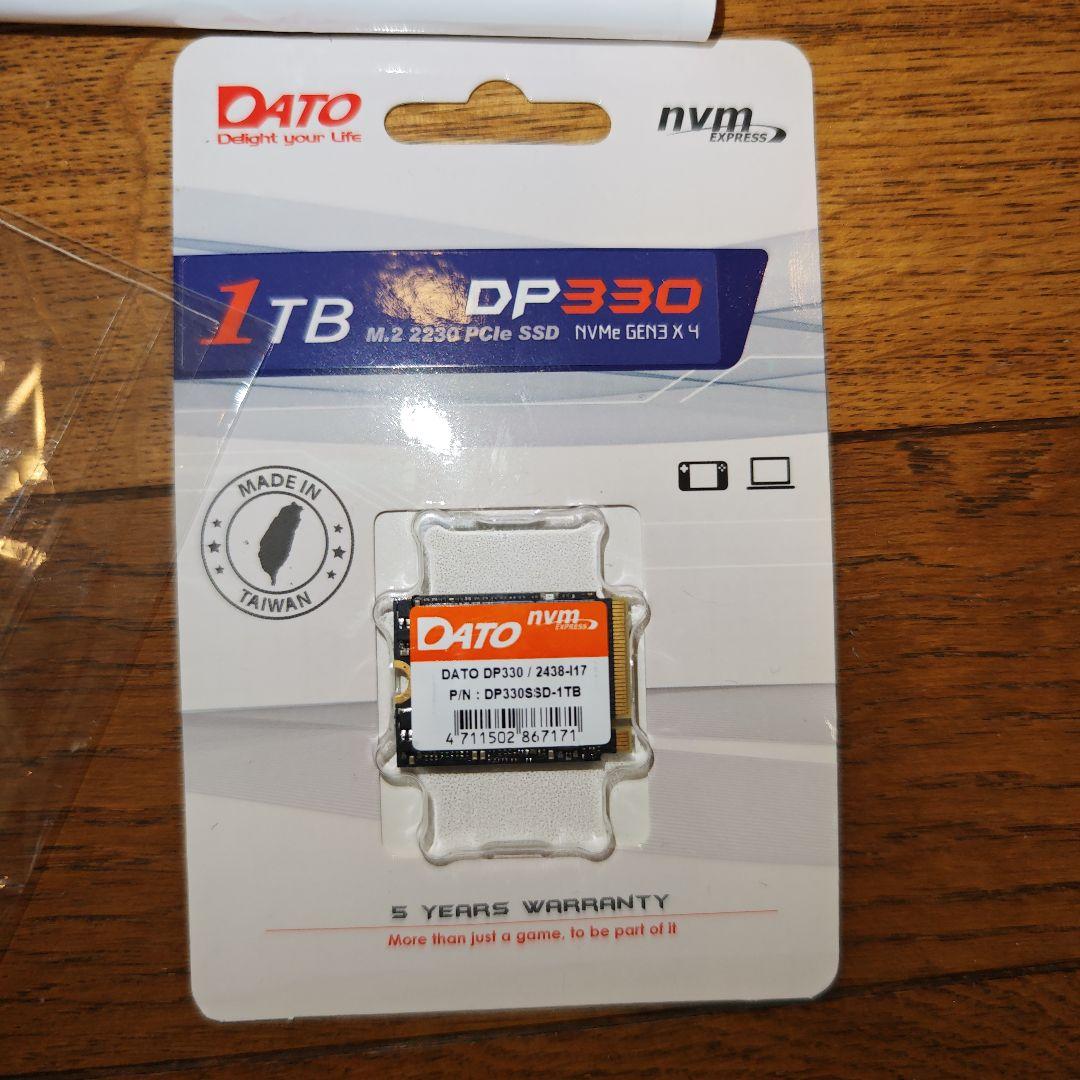 DATO
Delight your Life
nvm
EXPRESS
1TB
DP330
M.2 2230 PCIe SSD NVMe GEN3 X 4
MADE IN
TAIWAN
DATO
nvm
EXPRESS
DATO DP330 / 2438-I17
P/N : DP330SSD-1TB
4 711502 867171
5 YEARS WARRANTY
More than just a game, to be part of it